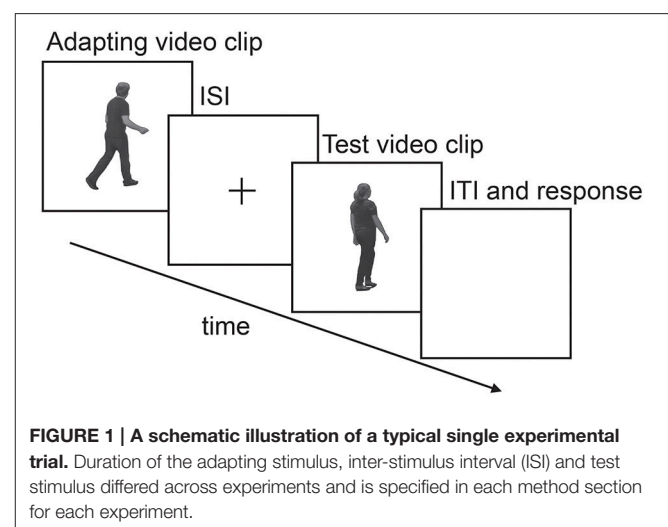 Adapting video clip
ISI
Test video clip
ITI and response
time
FIGURE 1 | A schematic illustration of a typical single experimental
trial. Duration of the adapting stimulus, inter-stimulus interval (ISI) and test
stimulus differed across experiments and is specified in each method section
for each experiment.